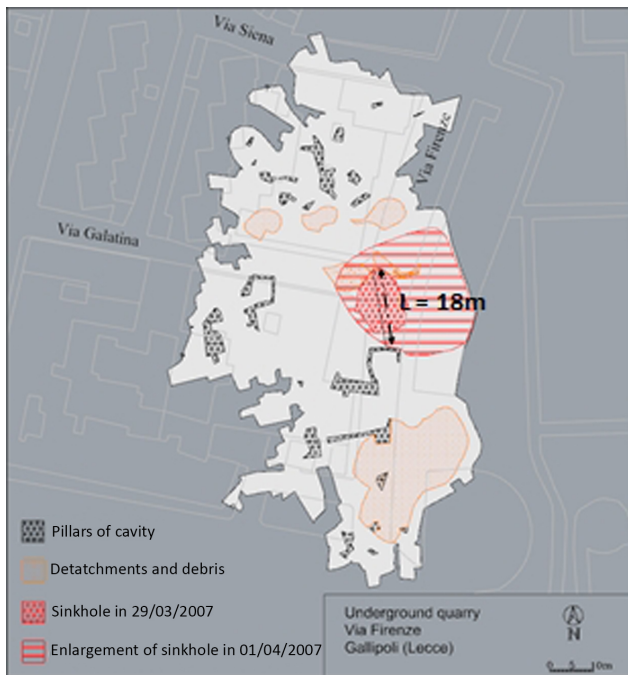 Via Siena
Via Firenze
Via Galatina
L = 18m
Pillars of cavity
Detatchments and debris
Sinkhole in 29/03/2007
Enlargement of sinkhole in 01/04/2007
Underground quarry
Via Firenze
Gallipoli (Lecce)
N
0 5 10m